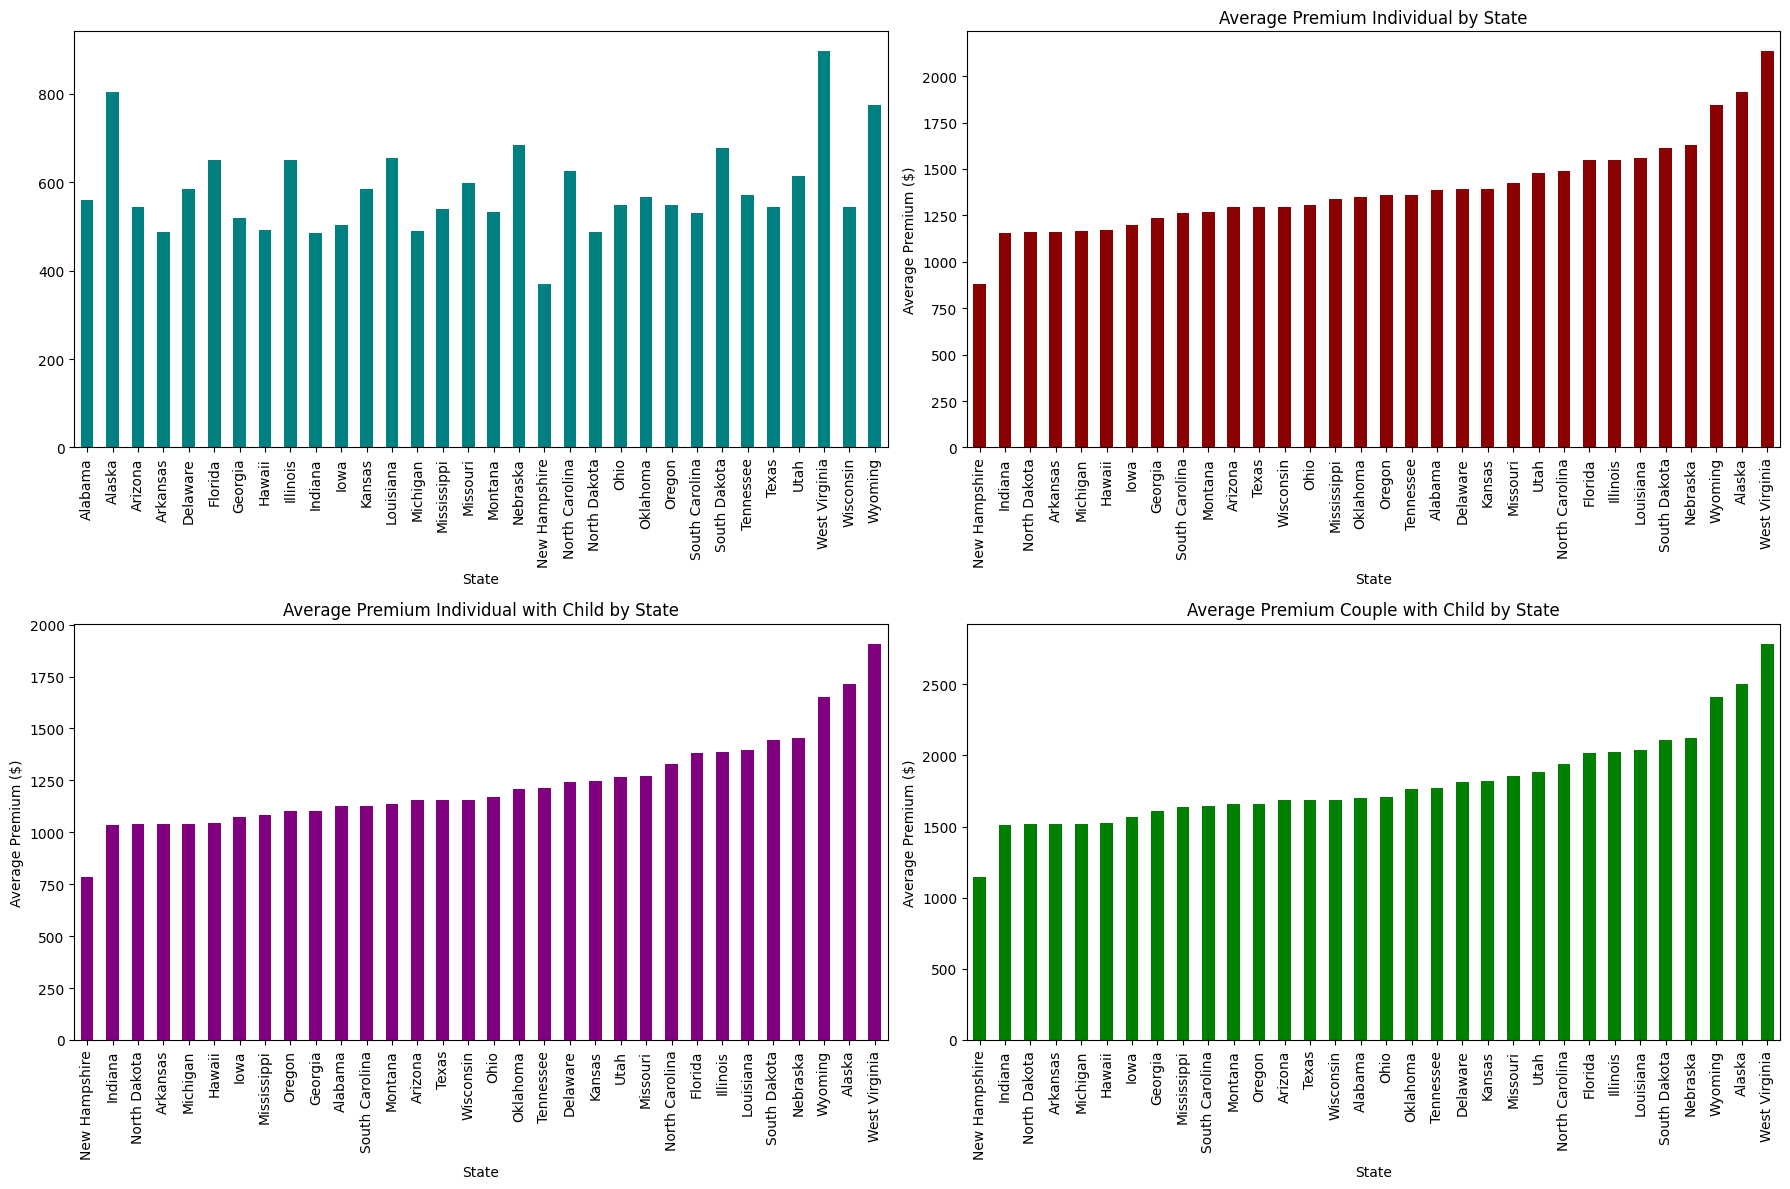 800
600
400
200
0
Alabama
Alaska
Arizona
Arkansas
Delaware
Florida
Georgia
Hawaii
Illinois
Indiana
Iowa
Kansas
Louisiana
Michigan
Mississippi
Missouri
Montana
Nebraska
New Hampshire
North Carolina
North Dakota
Ohio
Oklahoma
Oregon
South Carolina
South Dakota
Tennessee
Texas
Utah
West Virginia
Wisconsin
Wyoming
State
Average Premium Individual by State
Average Premium ($)
2000
1750
1500
1250
1000
750
500
250
0
New Hampshire
Indiana
North Dakota
Arkansas
Michigan
Hawaii
Iowa
Georgia
South Carolina
Montana
Arizona
Texas
Wisconsin
Ohio
Mississippi
Oklahoma
Oregon
Tennessee
Alabama
Delaware
Kansas
Missouri
Utah
North Carolina
Florida
Illinois
Louisiana
South Dakota
Nebraska
Wyoming
Alaska
West Virginia
State
Average Premium Individual with Child by State
Average Premium ($)
2000
1750
1500
1250
1000
750
500
250
0
New Hampshire
Indiana
North Dakota
Arkansas
Michigan
Hawaii
Iowa
Mississippi
Oregon
Georgia
Alabama
South Carolina
Montana
Arizona
Texas
Wisconsin
Ohio
Oklahoma
Tennessee
Delaware
Kansas
Utah
Missouri
North Carolina
Florida
Illinois
Louisiana
South Dakota
Nebraska
Wyoming
Alaska
West Virginia
State
Average Premium Couple with Child by State
Average Premium ($)
2500
2000
1500
1000
500
0
New Hampshire
Indiana
North Dakota
Arkansas
Michigan
Hawaii
Iowa
Georgia
Mississippi
South Carolina
Montana
Oregon
Arizona
Texas
Wisconsin
Alabama
Ohio
Oklahoma
Tennessee
Delaware
Kansas
Missouri
Utah
North Carolina
Florida
Illinois
Louisiana
South Dakota
Nebraska
Wyoming
Alaska
West Virginia
State